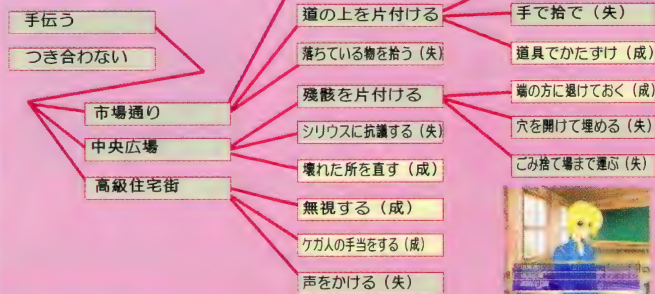 手伝う
つき合わない
市場通り
中央広場
高級住宅街
道の上を片付ける
落ちている物を拾う(失)
残骸を片付ける
シリウスに抗議する(失)
壊れた所を直す(成)
無視する(成)
ケガ人の手当をする(成)
声をかける(失)
手で捨で(失)
道具でかたずけ(成)
端の方に退けておく(成)
穴を開けて埋める(失)
ごみ捨て場まで運ぶ(失)